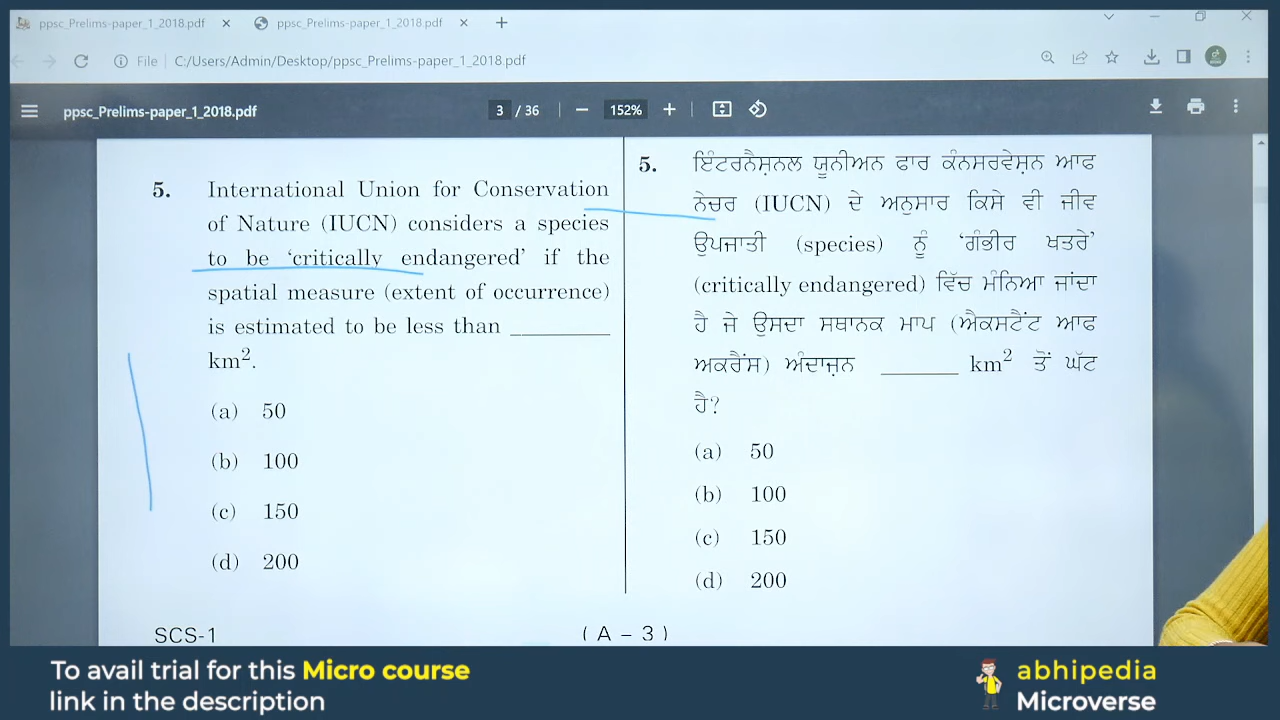 ppsc_Prelims-paper_1_2018.pdf
ppsc_Prelims-paper_1_2018.pdf
File
C:/Users/Admin/Desktop/ppsc_Prelims-paper_1_2018.pdf
ppsc_Prelims-paper_1_2018.pdf
3 / 36
152%
5. International Union for Conservation
of Nature (IUCN) considers a species
to be ‘critically endangered’ if the
spatial measure (extent of occurrence)
is estimated to be less than ________
km².
(a) 50
(b) 100
(c) 150
(d) 200
5. ਇੰਟਰਨੈਸ਼ਨਲ ਯੂਨੀਅਨ ਫਾਰ ਕੰਨਸਰਵੇਸ਼ਨ ਆਫ
ਨੇਚਰ (IUCN) ਦੇ ਅਨੁਸਾਰ ਕਿਸੇ ਵੀ ਜੀਵ
ਉਪਜਾਤੀ (species) ਨੂੰ ‘ਗੰਭੀਰ ਖਤਰੇ’
(critically endangered) ਵਿੱਚ ਮੰਨਿਆ ਜਾਂਦਾ
ਹੈ ਜੇ ਉਸਦਾ ਸਥਾਨਕ ਮਾਪ (ਐਕਸਟੈਂਟ ਆਫ
ਅਕਰੈਂਸ) ਅੰਦਾਜ਼ਨ ______ km² ਤੋਂ ਘੱਟ
ਹੈ?
(a) 50
(b) 100
(c) 150
(d) 200
SCS-1
( A – 3 )
To avail trial for this Micro course
link in the description
abhipedia
Microverse